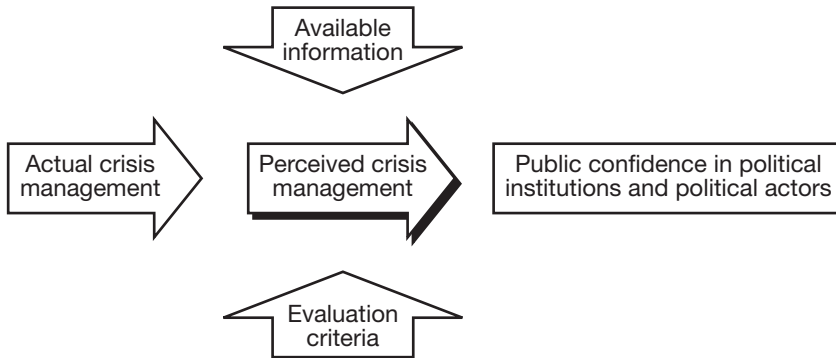 Available
information
Actual crisis
management
Perceived crisis
management
Public confidence in political
institutions and political actors
Evaluation
criteria